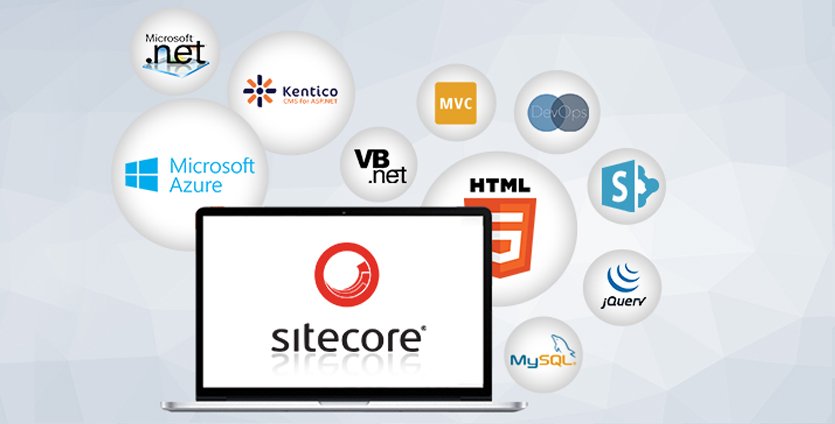 Microsoft
.net
Kentico
CMS for ASP.NET
MVC
DevOps
Microsoft
Azure
VB
.net
HTML
5
S
jQuery
sitecore®
MySQL®